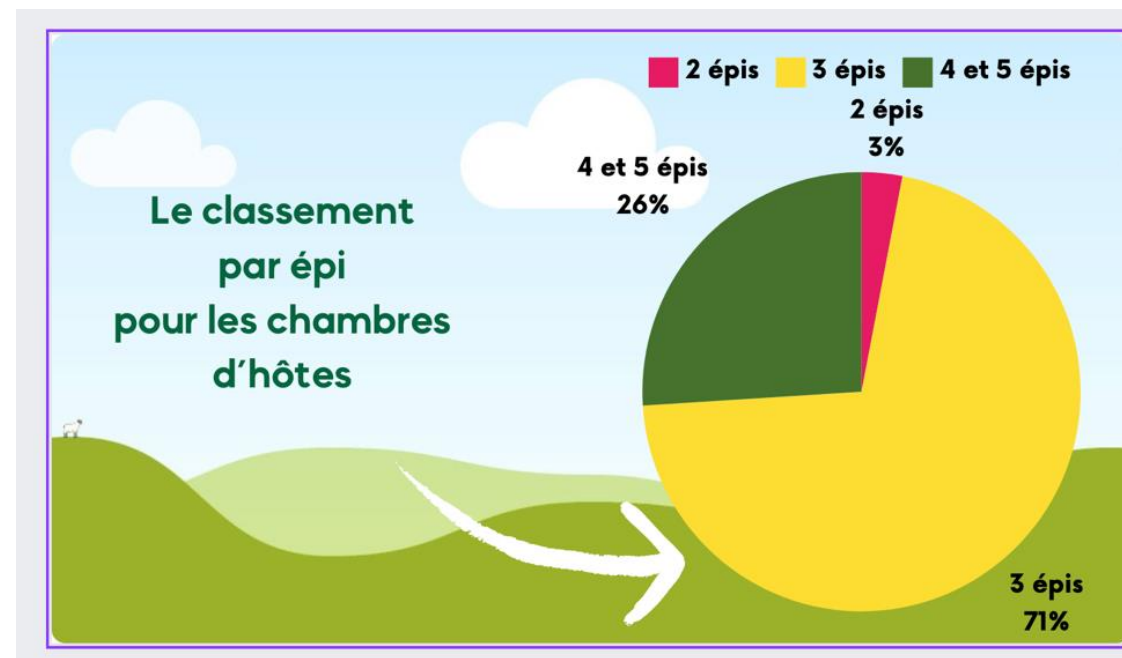 2 épis 3 épis 4 et 5 épis
2 épis
3%
4 et 5 épis
26%
Le classement
par épi
pour les chambres
d'hôtes
3 épis
71%